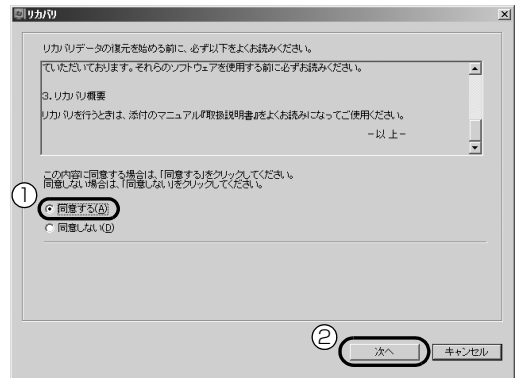 リカバリ
リカバリデータの復元を始める前に、必ず以下をよくお読みください。
ていただいております。それらのソフトウェアを使用する前に必ずお読みください。
3. リカバリ概要
リカバリを行うときは、添付のマニュアル『取扱説明書』をよくお読みになってご使用ください。
－以 上－
この内容に同意する場合は、「同意する」をクリックしてください。
同意しない場合は、「同意しない」をクリックしてください。
①
同意する(A)
同意しない(D)
②
次へ
キャンセル